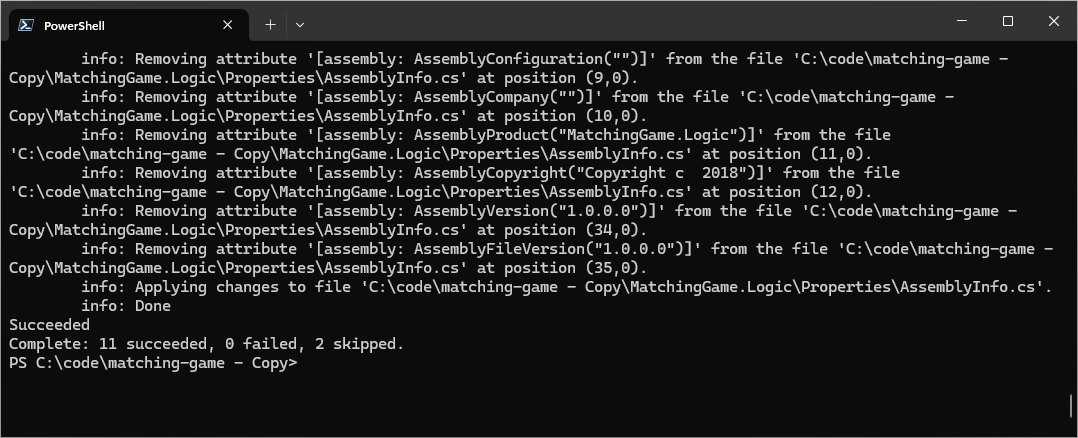 PowerShell
info: Removing attribute '[assembly: AssemblyConfiguration("")]' from the file 'C:\code\matching-game -
Copy\MatchingGame.Logic\Properties\AssemblyInfo.cs' at position (9,0).
info: Removing attribute '[assembly: AssemblyCompany("")]' from the file 'C:\code\matching-game -
Copy\MatchingGame.Logic\Properties\AssemblyInfo.cs' at position (10,0).
info: Removing attribute '[assembly: AssemblyProduct("MatchingGame.Logic")]' from the file
'C:\code\matching-game - Copy\MatchingGame.Logic\Properties\AssemblyInfo.cs' at position (11,0).
info: Removing attribute '[assembly: AssemblyCopyright("Copyright c  2018")]' from the file
'C:\code\matching-game - Copy\MatchingGame.Logic\Properties\AssemblyInfo.cs' at position (12,0).
info: Removing attribute '[assembly: AssemblyVersion("1.0.0.0")]' from the file 'C:\code\matching-game -
Copy\MatchingGame.Logic\Properties\AssemblyInfo.cs' at position (34,0).
info: Removing attribute '[assembly: AssemblyFileVersion("1.0.0.0")]' from the file 'C:\code\matching-game -
Copy\MatchingGame.Logic\Properties\AssemblyInfo.cs' at position (35,0).
info: Applying changes to file 'C:\code\matching-game - Copy\MatchingGame.Logic\Properties\AssemblyInfo.cs'.
info: Done
Succeeded
Complete: 11 succeeded, 0 failed, 2 skipped.
PS C:\code\matching-game - Copy>